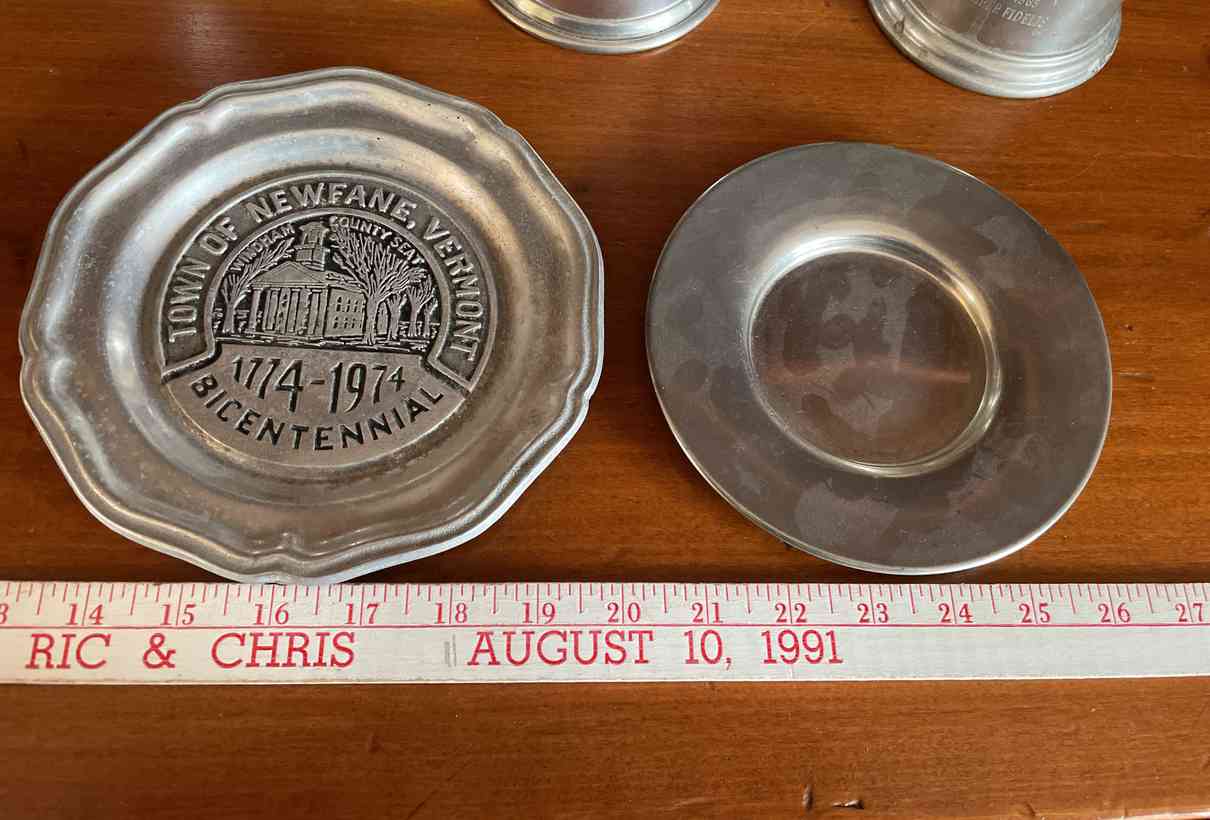 FIDELIS
TOWN OF NEWFANE, VERMONT
WINDHAM COUNTY SEAT
1774-1974
BICENTENNIAL
14 15 16 17 18 19 20 21 22 23 24 25 26 27
RIC & CHRIS AUGUST 10, 1991